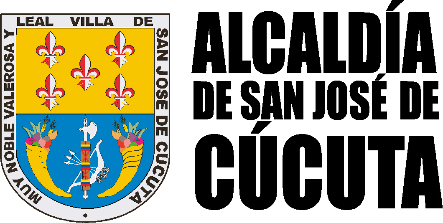 MUY NOBLE VALEROSA Y
LEAL VILLA DE
SAN JOSE DE CUCUTA
ALCALDÍA
DE SAN JOSÉ DE
CÚCUTA